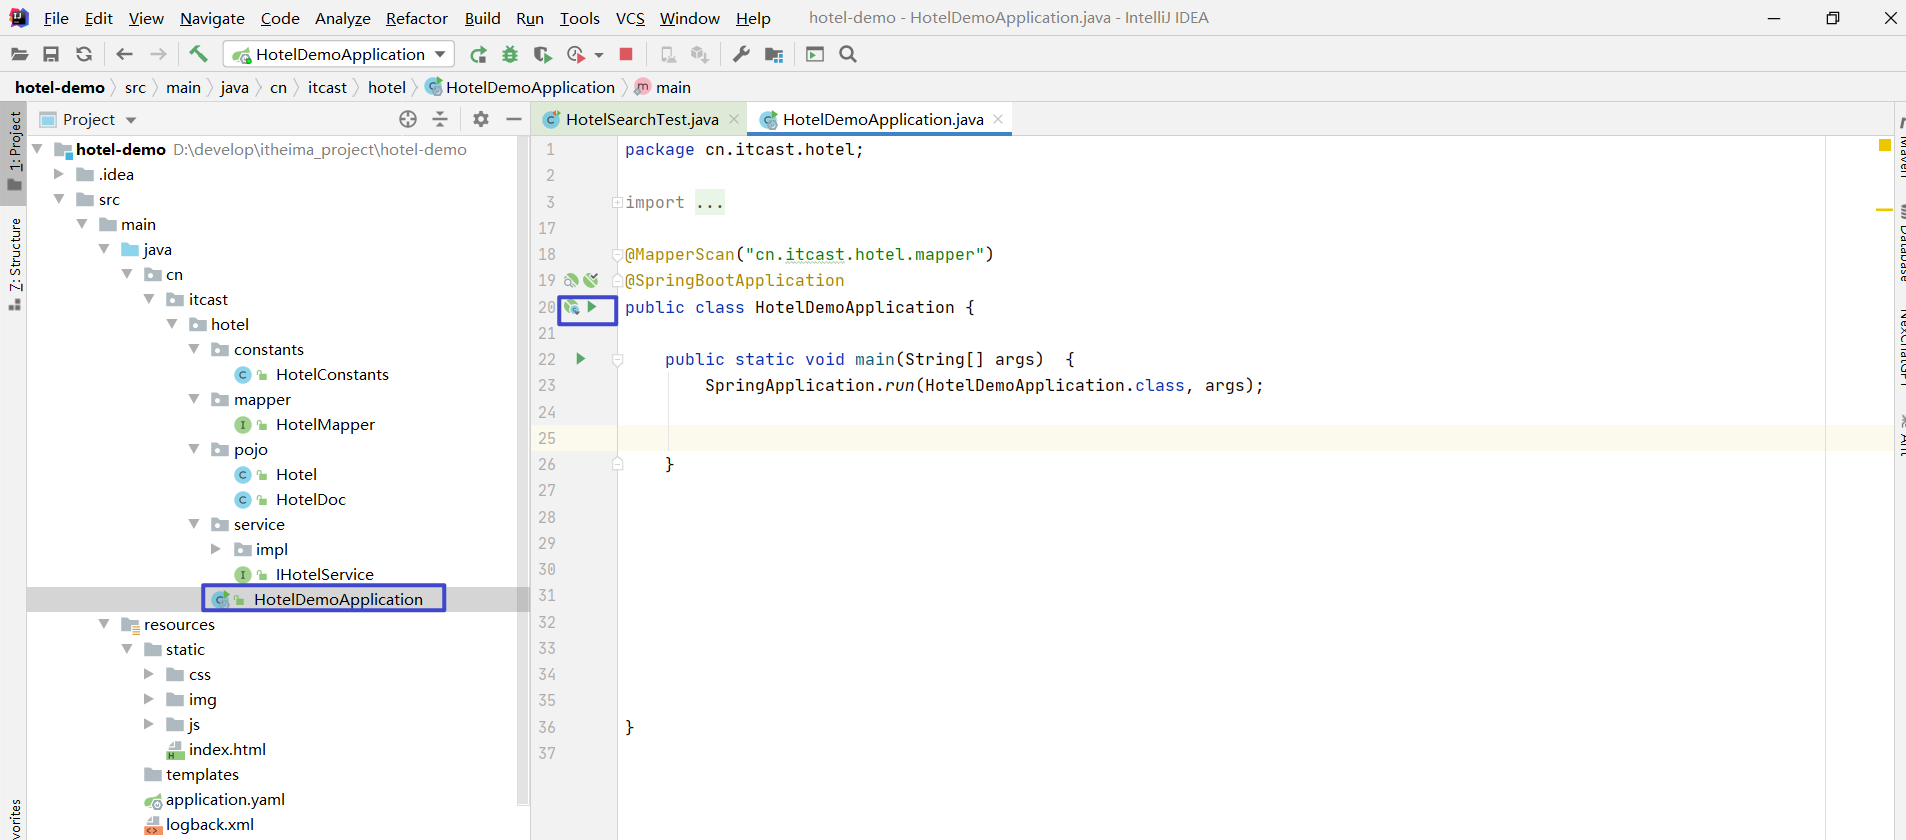 File Edit View Navigate Code Analyze Refactor Build Run Tools VCS Window Help hotel-demo - HotelDemoApplication.java - IntelliJ IDEA
HotelDemoApplication
hotel-demo src main java cn itcast hotel HotelDemoApplication m main
1: Project
Z: Structure
vorites
Project
hotel-demo D:\develop\itheima_project\hotel-demo
.idea
src
main
java
cn
itcast
hotel
constants
C HotelConstants
mapper
I HotelMapper
pojo
C Hotel
C HotelDoc
service
impl
I IHotelService
C HotelDemoApplication
resources
static
css
img
js
index.html
templates
application.yaml
logback.xml
HotelSearchTest.java HotelDemoApplication.java
1 package cn.itcast.hotel;
2
3 import ...
17
18 @MapperScan("cn.itcast.hotel.mapper")
19 @SpringBootApplication
20 public class HotelDemoApplication {
21
22 public static void main(String[] args) {
23 SpringApplication.run(HotelDemoApplication.class, args);
24
25
26 }
27
28
29
30
31
32
33
34
35
36 }
37
Maven
Database
NexChatGPT